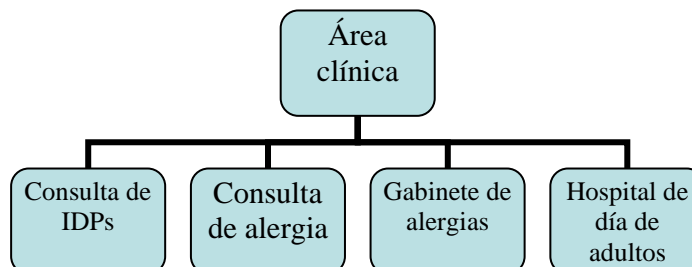 Área
clínica
Consulta de
IDPs
Consulta
de alergia
Gabinete de
alergias
Hospital de
día de
adultos